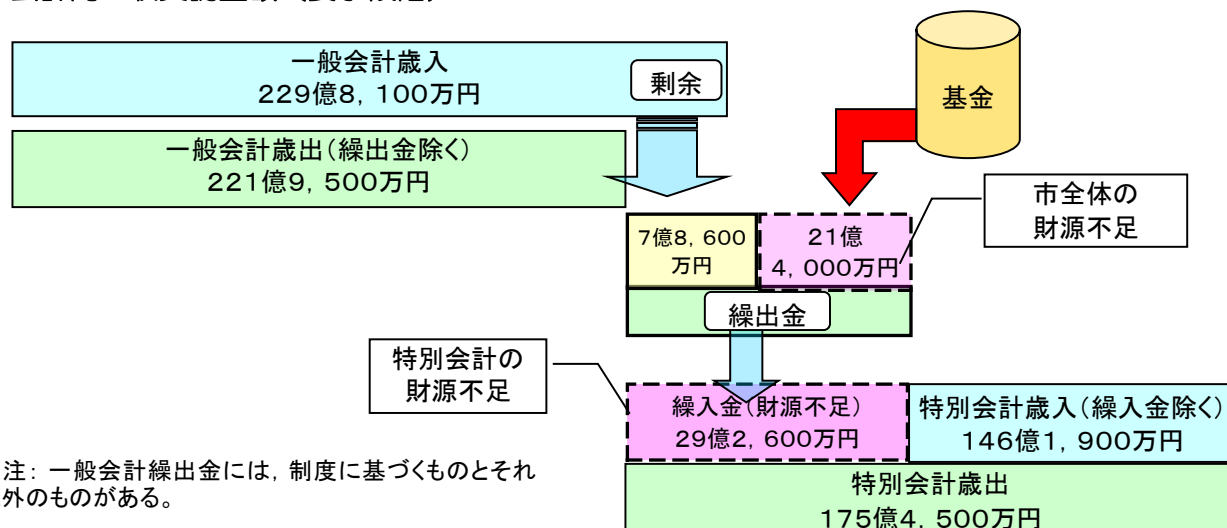 一般会計歳入
229億8，100万円
剰余
基金
一般会計歳出（繰出金除く）
221億9，500万円
市全体の
財源不足
7億8，600
万円
21億
4，000万円
繰出金
特別会計の
財源不足
繰入金（財源不足）
29億2，600万円
特別会計歳入（繰入金除く）
146億1，900万円
注： 一般会計繰出金には，制度に基づくものとそれ
外のものがある。
特別会計歳出
175億4，500万円